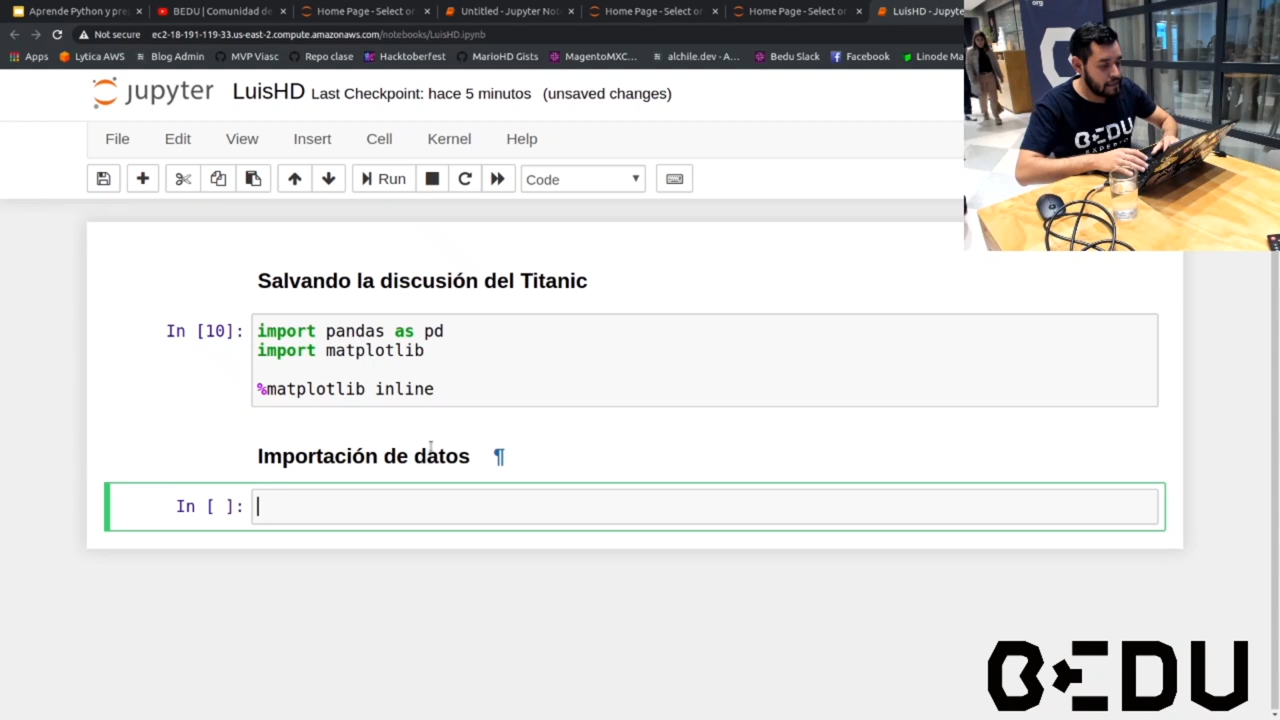 Aprende Python y pre
BEDU | Comunidad de
Home Page - Select or
Untitled - Jupyter Not
Home Page - Select or
Home Page - Select or
LuisHD - Jupyte
Not secure
ec2-18-191-119-33.us-east-2.compute.amazonaws.com/notebooks/LuisHD.ipynb
Apps
Lytica AWS
Blog Admin
MVP Viasc
Repo clase
Hacktoberfest
MarioHD Gists
MagentoMXC...
alchile.dev - A...
Bedu Slack
Facebook
Linode Ma
org
BEDU
jupyter
LuisHD
Last Checkpoint: hace 5 minutos
(unsaved changes)
File
Edit
View
Insert
Cell
Kernel
Help
Run
Code
Salvando la discusión del Titanic
In [10]:
import pandas as pd
import matplotlib
%matplotlib inline
Importación de datos ¶
In [ ]:
BEDU